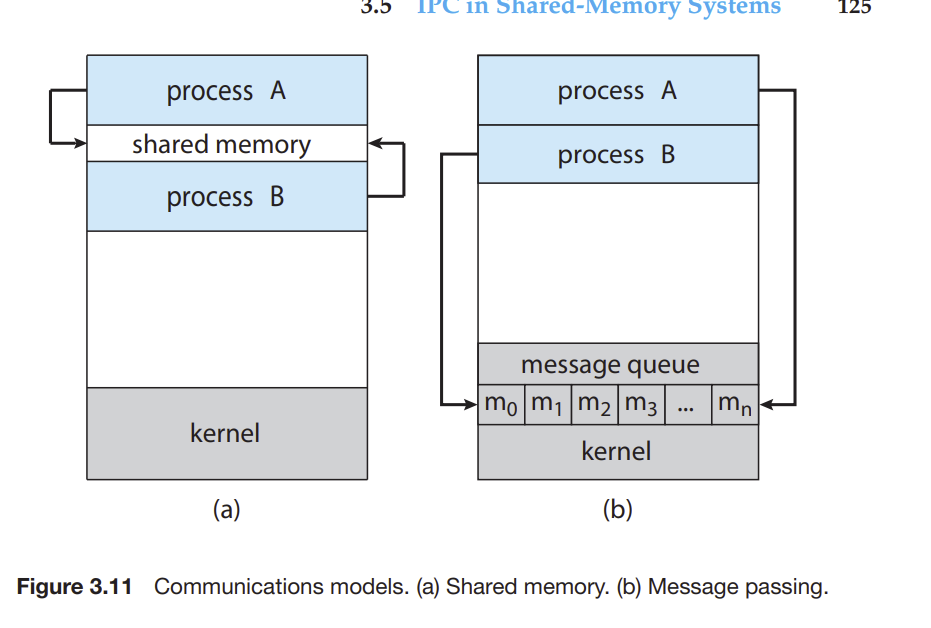 3.5 IPC in Shared-Memory Systems 125
process A
shared memory
process B
kernel
(a)
process A
process B
message queue
m0 m1 m2 m3 ... mn
kernel
(b)
Figure 3.11 Communications models. (a) Shared memory. (b) Message passing.